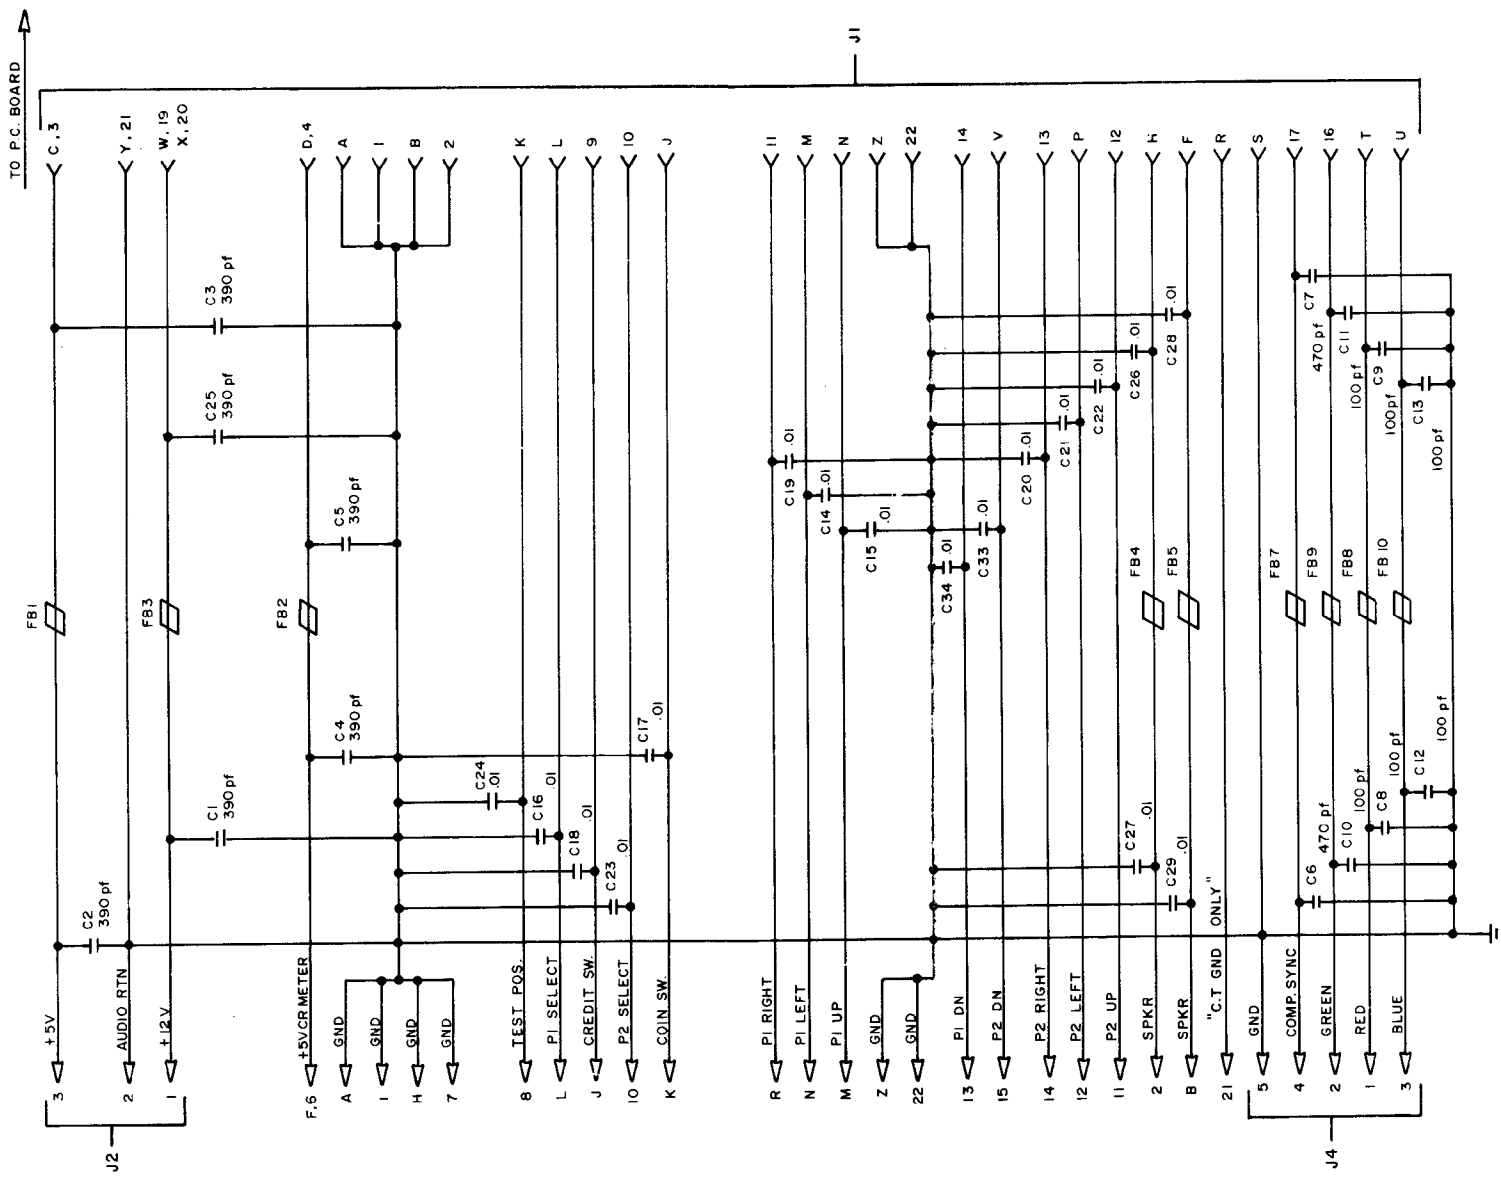 TO P.C. BOARD
J1
C, 3
Y, 21
W, 19
X, 20
D, 4
A
1
B
2
K
L
9
10
J
11
M
N
Z
22
14
V
13
P
12
H
F
R
S
17
16
T
U
C3
390 pf
C25
390 pf
C5
390 pf
C4
390 pf
C1
390 pf
C2
390 pf
FB1
FB3
FB2
C17
.01
C24
.01
C16
.01
C18
.01
C23
.01
C19
.01
C14
.01
C15
.01
C34
.01
C33
.01
C20
.01
C21
.01
C22
.01
C26
.01
C28
.01
FB4
FB5
FB7
FB9
FB8
FB10
C7
470 pf
C11
100 pf
C9
100pf
C13
100 pf
C27
.01
C29
.01
C6
470 pf
C10
100 pf
C8
100 pf
C12
100 pf
+5V
AUDIO RTN
+12V
+5VCRMETER
GND
GND
GND
GND
TEST POS.
P1 SELECT
CREDIT SW.
P2 SELECT
COIN SW.
P1 RIGHT
P1 LEFT
P1 UP
GND
GND
P1 DN
P2 DN
P2 RIGHT
P2 LEFT
P2 UP
SPKR
SPKR
"C.T GND ONLY"
GND
COMP. SYNC
GREEN
RED
BLUE
3
2
1
F,6
A
1
H
7
8
L
J
10
K
R
N
M
Z
22
13
15
14
12
11
2
B
21
5
4
2
1
3
J2
J4